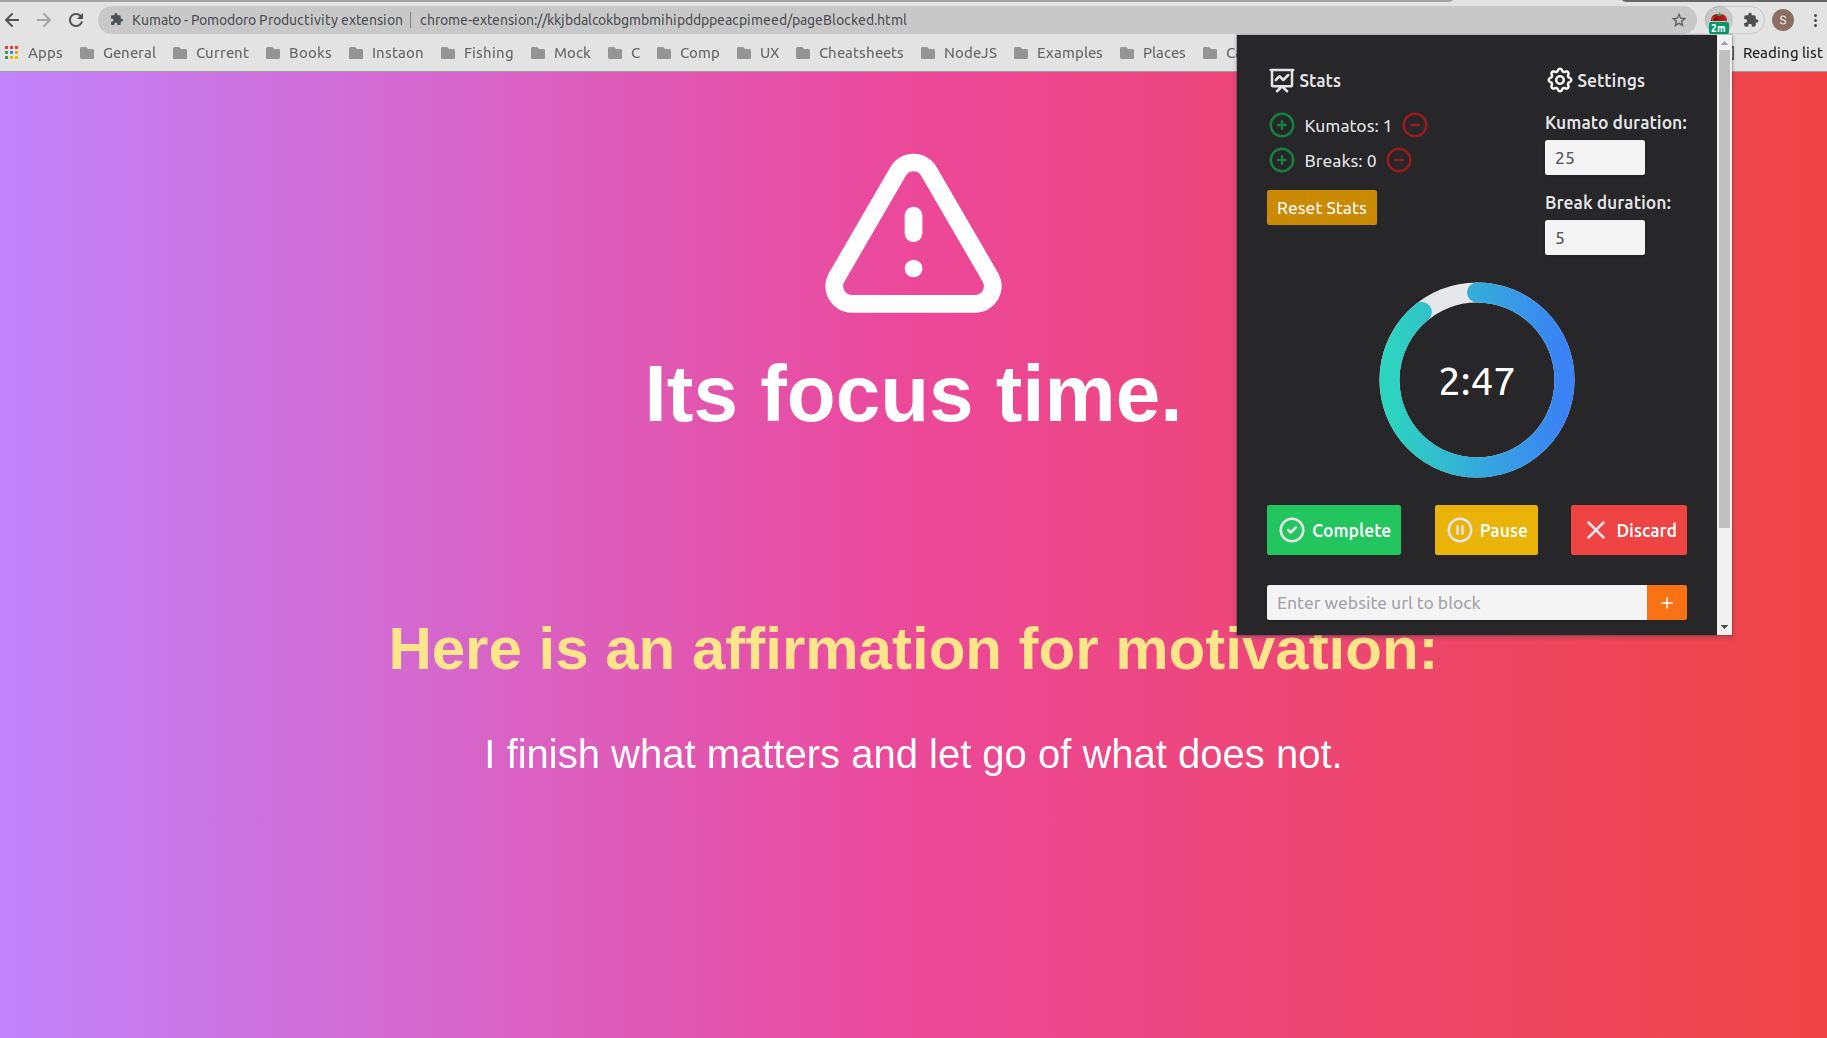 Kumato - Pomodoro Productivity extension | chrome-extension://kkjbdalcokbgmbmihipddppeacpimeed/pageBlocked.html
2m
S
Apps General Current Books Instaon Fishing Mock C Comp UX Cheatsheets NodeJS Examples Places Reading list
Stats
Kumatos: 1
Breaks: 0
Reset Stats
Settings
Kumato duration:
25
Break duration:
5
2:47
Complete Pause Discard
Enter website url to block +
Its focus time.
Here is an affirmation for motivation:
I finish what matters and let go of what does not.